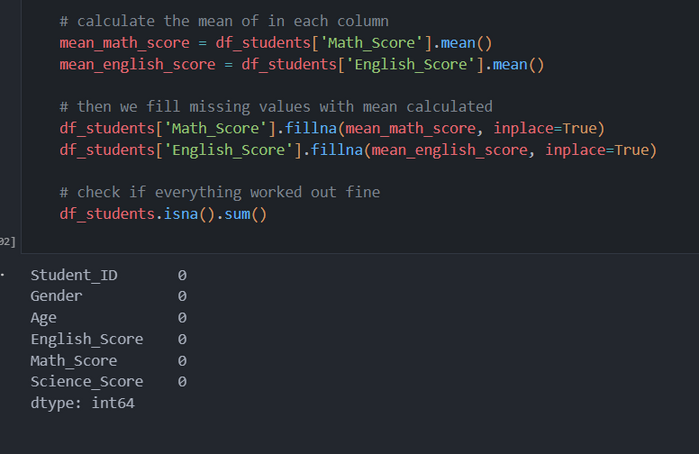 # calculate the mean of in each column
mean_math_score = df_students['Math_Score'].mean()
mean_english_score = df_students['English_Score'].mean()
# then we fill missing values with mean calculated
df_students['Math_Score'].fillna(mean_math_score, inplace=True)
df_students['English_Score'].fillna(mean_english_score, inplace=True)
# check if everything worked out fine
df_students.isna().sum()
02]
Student_ID 0
Gender 0
Age 0
English_Score 0
Math_Score 0
Science_Score 0
dtype: int64